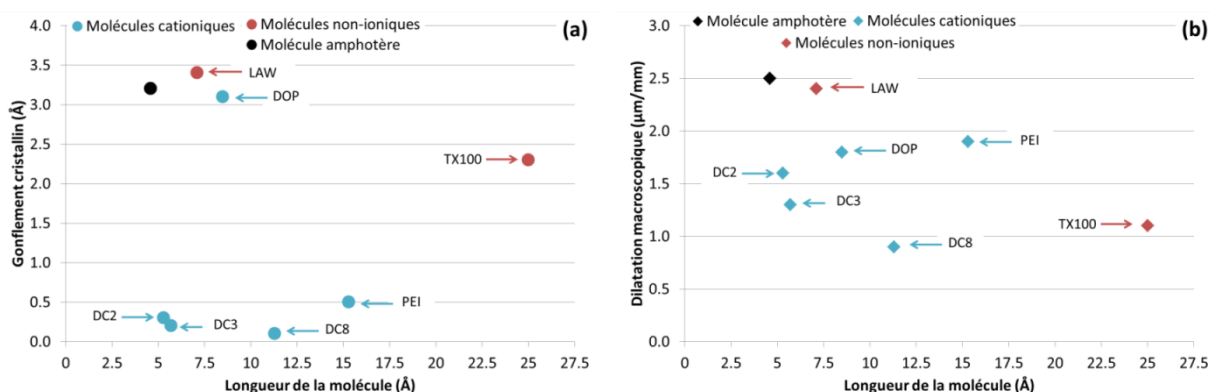 Molécules cationiques
Molécules non-ioniques
Molécule amphotère
(a)
Gonflement cristallin (Å)
4.0
3.5
3.0
2.5
2.0
1.5
1.0
0.5
0.0
LAW
DOP
TX100
PEI
DC2
DC3
DC8
0 2.5 5 7.5 10 12.5 15 17.5 20 22.5 25 27.5
Longueur de la molécule (Å)
Molécule amphotère
Molécules cationiques
Molécules non-ioniques
(b)
Dilatation macroscopique (µm/mm)
3.0
2.5
2.0
1.5
1.0
0.5
0.0
LAW
PEI
DOP
DC2
DC3
TX100
DC8
0 2.5 5 7.5 10 12.5 15 17.5 20 22.5 25 27.5
Longueur de la molécule (Å)